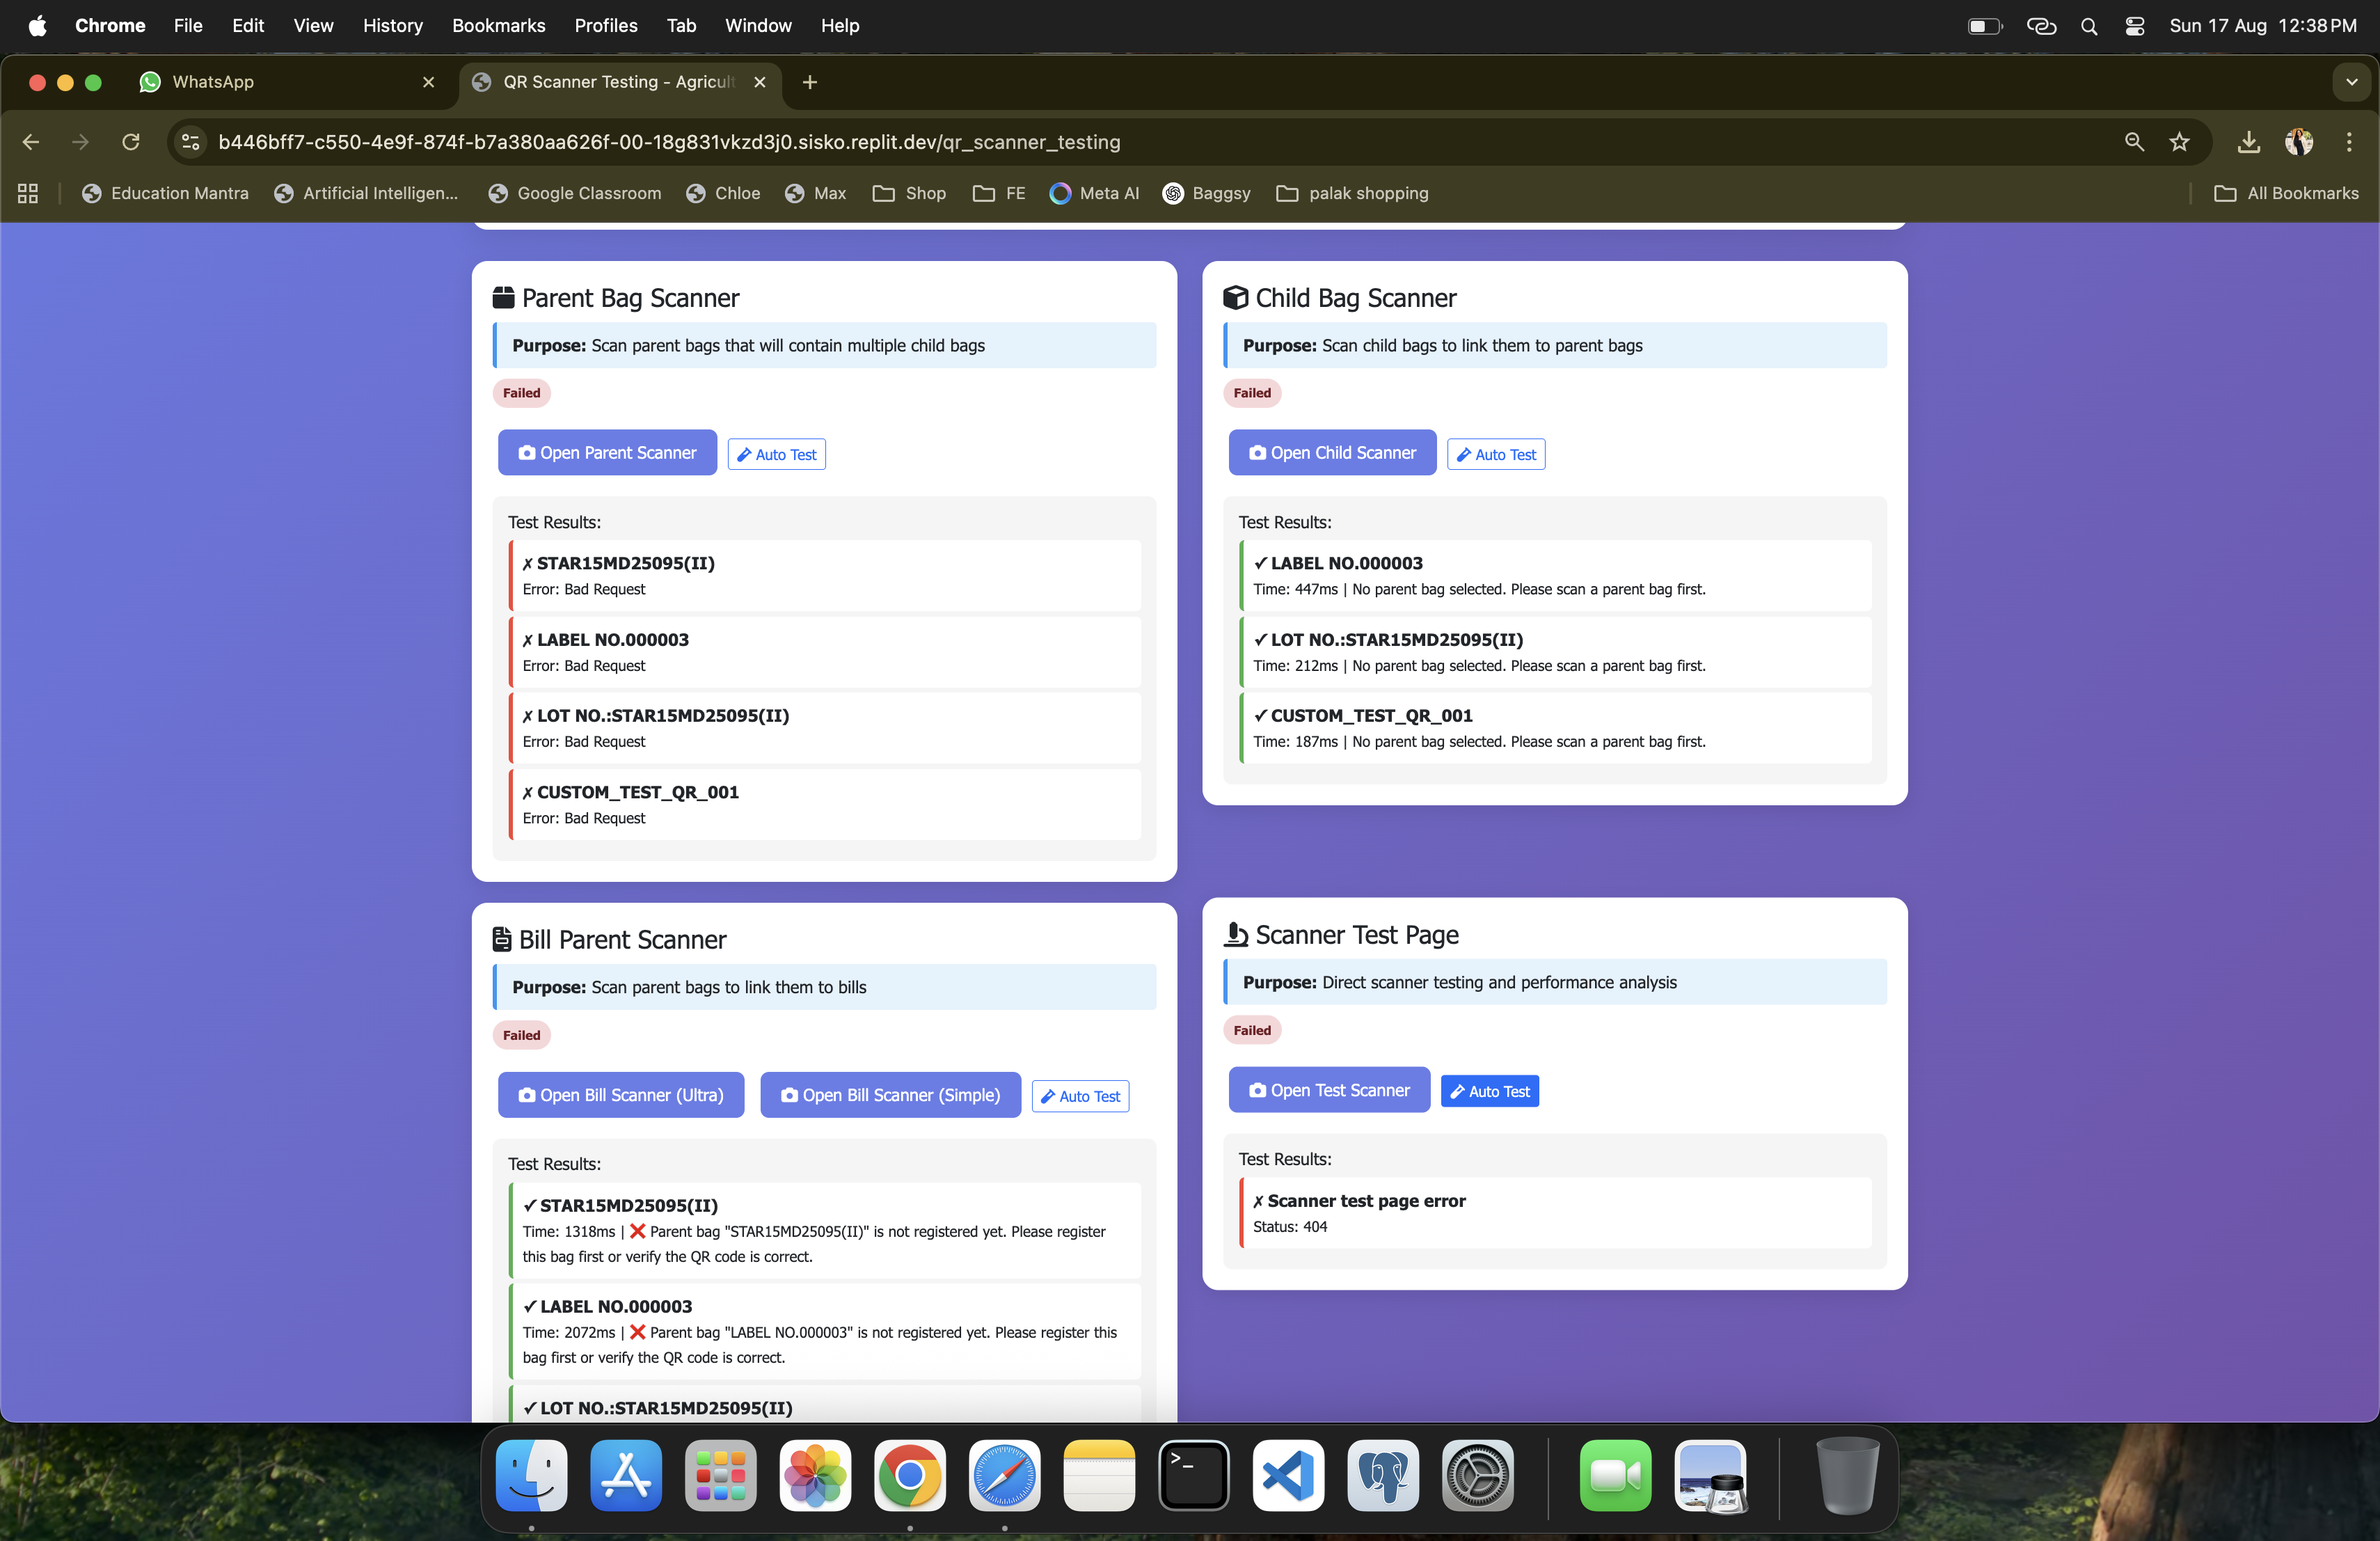 Chrome File Edit View History Bookmarks Profiles Tab Window Help Sun 17 Aug 12:38 PM
WhatsApp QR Scanner Testing - Agricult
b446bff7-c550-4e9f-874f-b7a380aa626f-00-18g831vkzd3j0.sisko.replit.dev/qr_scanner_testing
Education Mantra Artificial Intelligen... Google Classroom Chloe Max Shop FE Meta AI Baggsy palak shopping All Bookmarks
Parent Bag Scanner
Purpose: Scan parent bags that will contain multiple child bags
Failed
Open Parent Scanner Auto Test
Test Results:
✗ STAR15MD25095(II)
Error: Bad Request
✗ LABEL NO.000003
Error: Bad Request
✗ LOT NO.:STAR15MD25095(II)
Error: Bad Request
✗ CUSTOM_TEST_QR_001
Error: Bad Request
Child Bag Scanner
Purpose: Scan child bags to link them to parent bags
Failed
Open Child Scanner Auto Test
Test Results:
✓ LABEL NO.000003
Time: 447ms | No parent bag selected. Please scan a parent bag first.
✓ LOT NO.:STAR15MD25095(II)
Time: 212ms | No parent bag selected. Please scan a parent bag first.
✓ CUSTOM_TEST_QR_001
Time: 187ms | No parent bag selected. Please scan a parent bag first.
Bill Parent Scanner
Purpose: Scan parent bags to link them to bills
Failed
Open Bill Scanner (Ultra) Open Bill Scanner (Simple) Auto Test
Test Results:
✓ STAR15MD25095(II)
Time: 1318ms | ❌ Parent bag "STAR15MD25095(II)" is not registered yet. Please register
this bag first or verify the QR code is correct.
✓ LABEL NO.000003
Time: 2072ms | ❌ Parent bag "LABEL NO.000003" is not registered yet. Please register this
bag first or verify the QR code is correct.
✓ LOT NO.:STAR15MD25095(II)
Scanner Test Page
Purpose: Direct scanner testing and performance analysis
Failed
Open Test Scanner Auto Test
Test Results:
✗ Scanner test page error
Status: 404